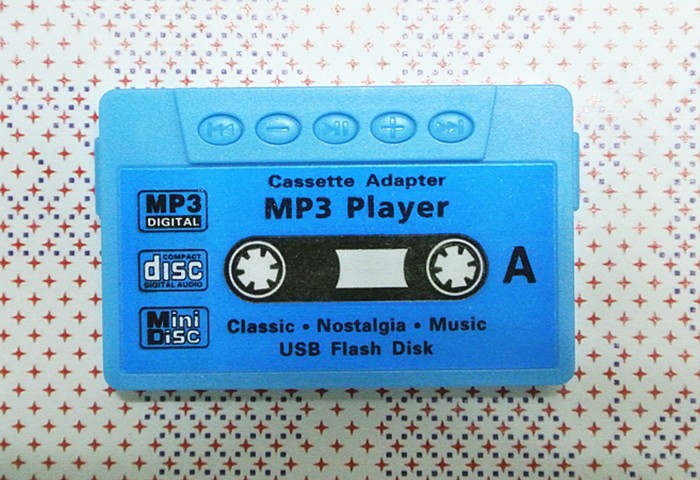 Cassette Adapter
MP3 Player
MP3
DIGITAL
COMPACT
disc
DIGITAL AUDIO
A
Mini
Disc
Classic • Nostalgia • Music
USB Flash Disk